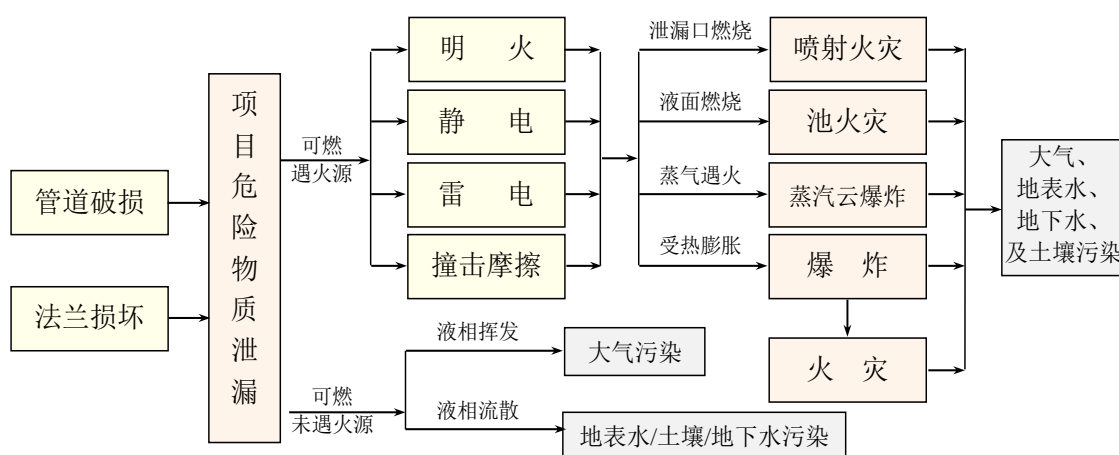 管道破损
法兰损坏
项目危险物质泄漏
可燃
遇火源
明 火
静 电
雷 电
撞击摩擦
泄漏口燃烧
液面燃烧
蒸气遇火
受热膨胀
喷射火灾
池火灾
蒸汽云爆炸
爆 炸
火 灾
大气、
地表水、
地下水、
及土壤污染
可燃
未遇火源
液相挥发
大气污染
液相流散
地表水/土壤/地下水污染